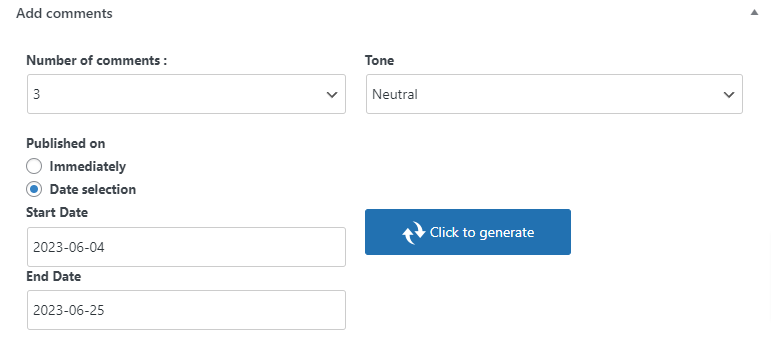 Add comments
Number of comments :
Tone
3
Neutral
Published on
Immediately
Date selection
Start Date
2023-06-04
Click to generate
End Date
2023-06-25